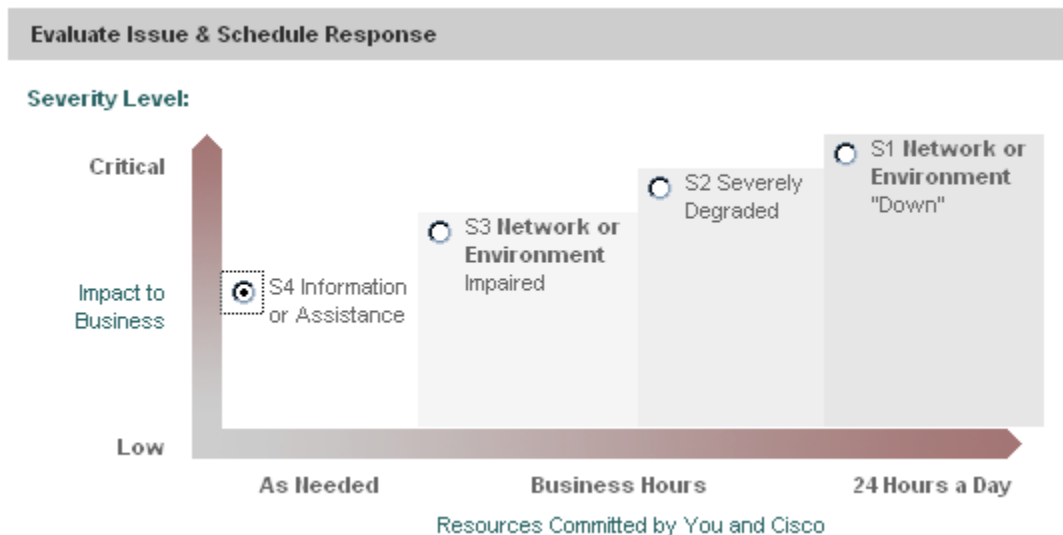 Evaluate Issue & Schedule Response
Severity Level:
Critical
Impact to
Business
Low
S4 Information
or Assistance
S3 Network or
Environment
Impaired
S2 Severely
Degraded
S1 Network or
Environment
"Down"
As Needed
Business Hours
24 Hours a Day
Resources Committed by You and Cisco